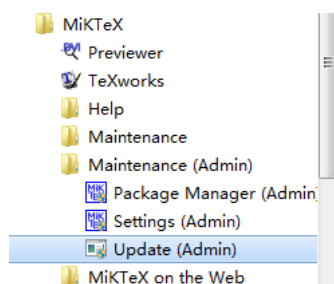 MiKTeX
Previewer
TeXworks
Help
Maintenance
Maintenance (Admin)
Package Manager (Admin)
Settings (Admin)
Update (Admin)
MiKTeX on the Web